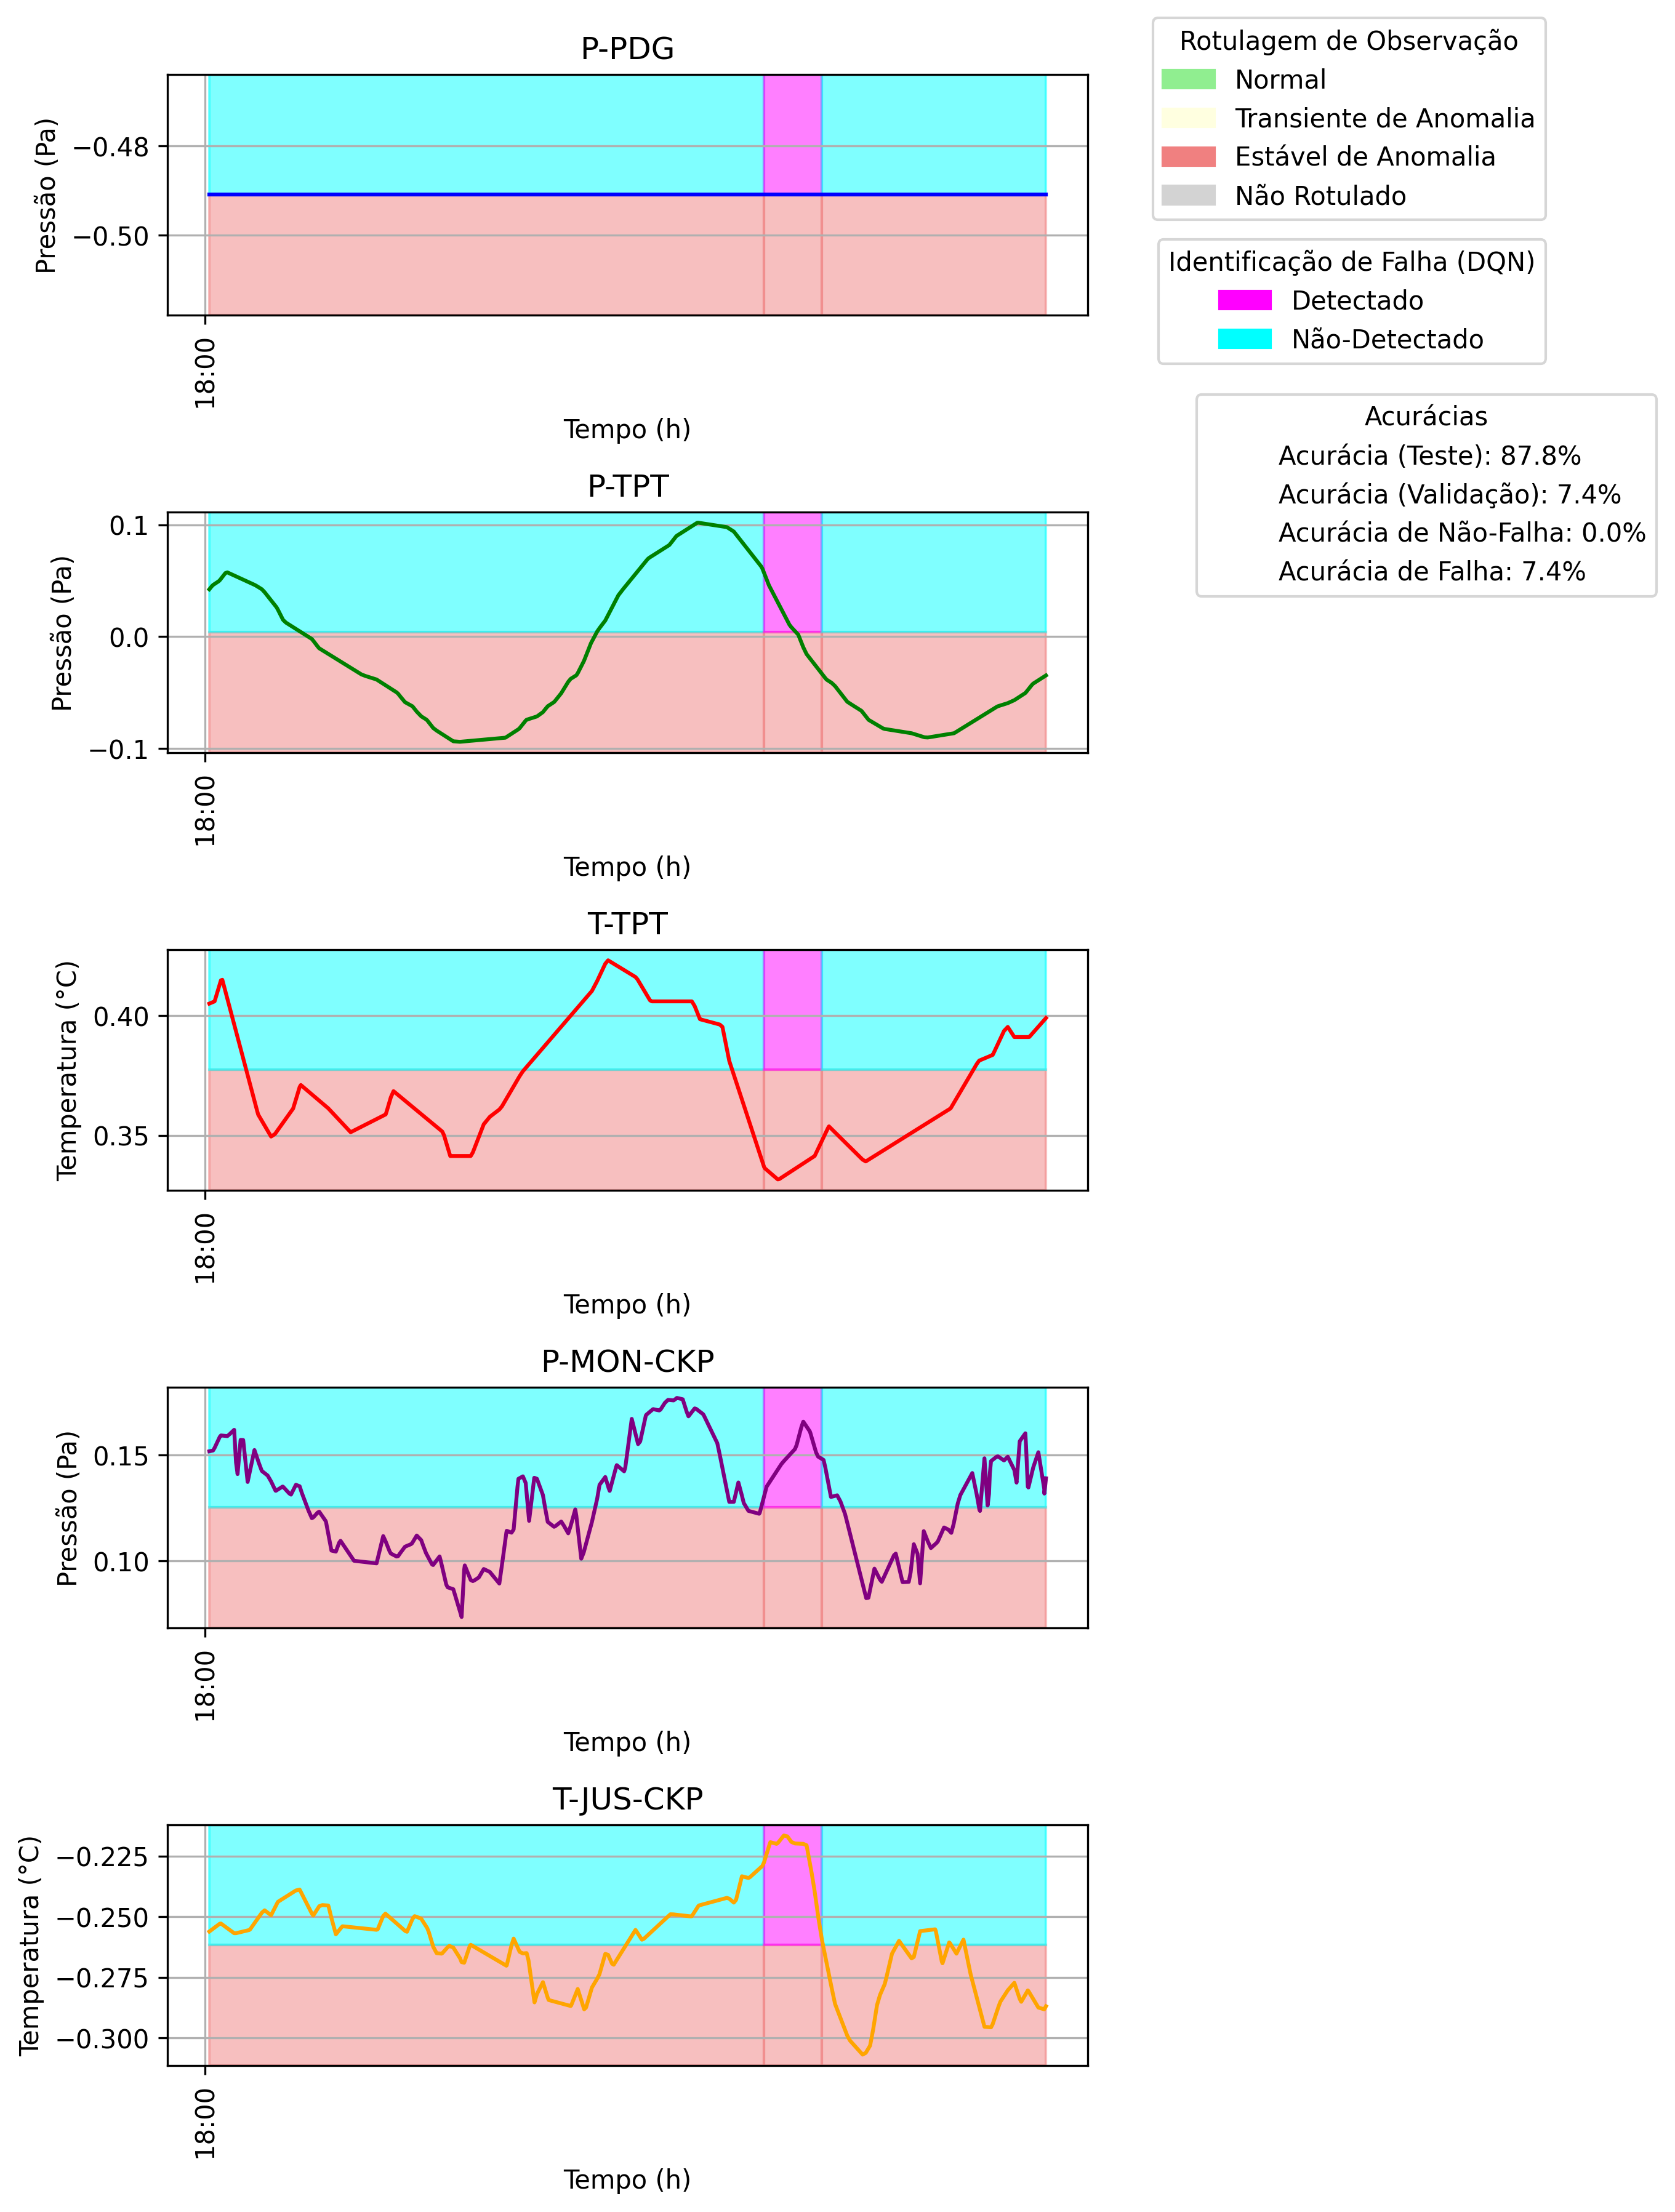 P-PDG
Pressão (Pa)
−0.48
−0.50
18:00
Tempo (h)
Rotulagem de Observação
Normal
Transiente de Anomalia
Estável de Anomalia
Não Rotulado
Identificação de Falha (DQN)
Detectado
Não-Detectado
Acurácias
Acurácia (Teste): 87.8%
Acurácia (Validação): 7.4%
Acurácia de Não-Falha: 0.0%
Acurácia de Falha: 7.4%
P-TPT
Pressão (Pa)
0.1
0.0
−0.1
18:00
Tempo (h)
T-TPT
Temperatura (°C)
0.40
0.35
18:00
Tempo (h)
P-MON-CKP
Pressão (Pa)
0.15
0.10
18:00
Tempo (h)
T-JUS-CKP
Temperatura (°C)
−0.225
−0.250
−0.275
−0.300
18:00
Tempo (h)